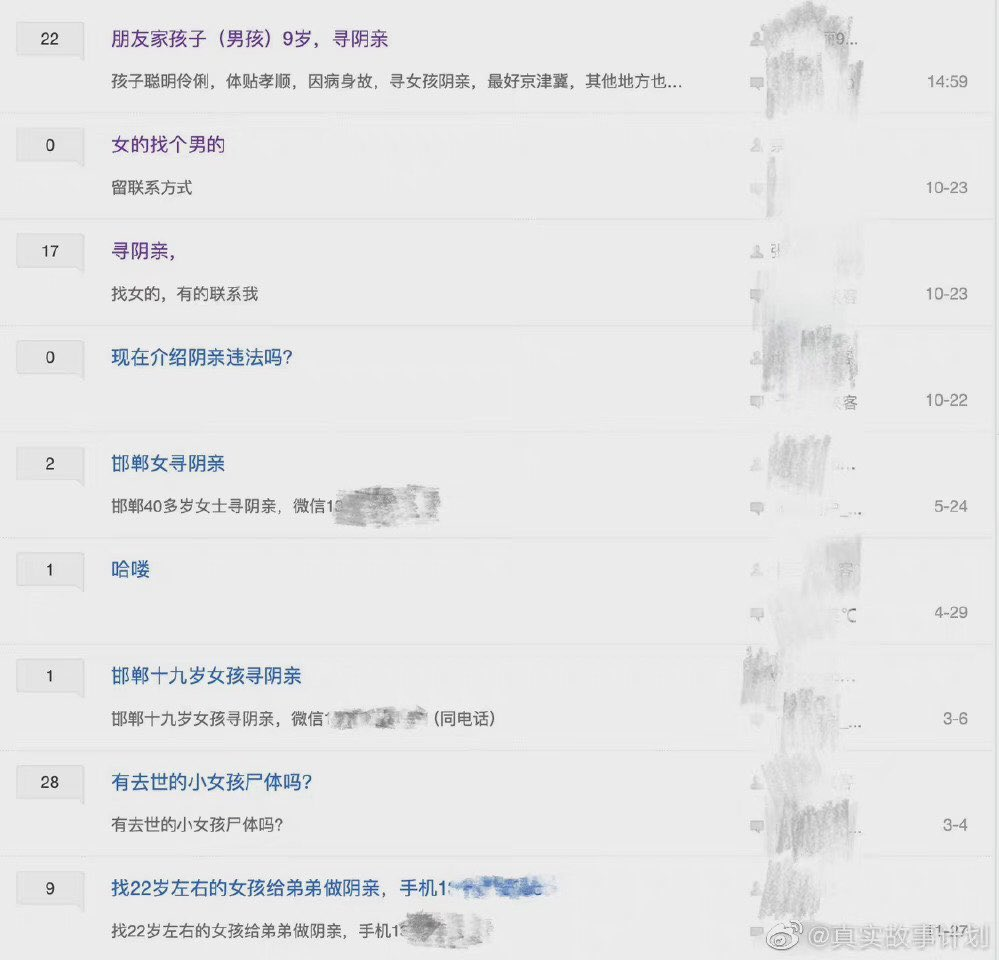 22
朋友家孩子（男孩）9岁，寻阴亲
9...
孩子聪明伶俐，体贴孝顺，因病身故，寻女孩阴亲，最好京津冀，其他地方也...
14:59
0
女的找个男的
留联系方式
10-23
17
寻阴亲，
张
找女的，有的联系我
客
10-23
0
现在介绍阴亲违法吗？
客
10-22
2
邯郸女寻阴亲
...
邯郸40多岁女士寻阴亲，微信1
_...
5-24
1
哈喽
客
℃
4-29
1
邯郸十九岁女孩寻阴亲
...
邯郸十九岁女孩寻阴亲，微信 （同电话）
_...
3-6
28
有去世的小女孩尸体吗？
客
有去世的小女孩尸体吗？
...
3-4
9
找22岁左右的女孩给弟弟做阴亲，手机1
找22岁左右的女孩给弟弟做阴亲，手机1
11-27
@真实故事计划